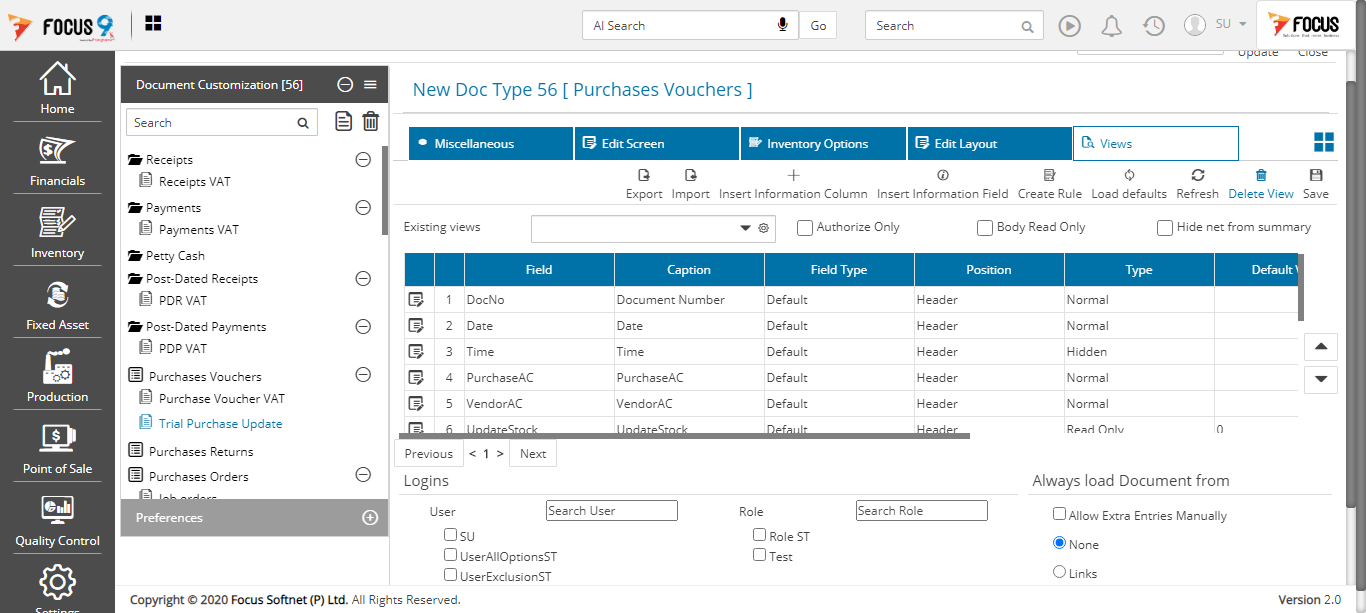 FOCUS 9
AI Search
Go
Search
SU
FOCUS
Update
Close
Home
Financials
Inventory
Fixed Asset
Production
Point of Sale
Quality Control
Settings
Document Customization [56]
Search
Receipts
Receipts VAT
Payments
Payments VAT
Petty Cash
Post-Dated Receipts
PDR VAT
Post-Dated Payments
PDP VAT
Purchases Vouchers
Purchase Voucher VAT
Trial Purchase Update
Purchases Returns
Purchases Orders
Job orders
Preferences
New Doc Type 56 [ Purchases Vouchers ]
Miscellaneous
Edit Screen
Inventory Options
Edit Layout
Views
Export
Import
Insert Information Column
Insert Information Field
Create Rule
Load defaults
Refresh
Delete View
Save
Existing views
Authorize Only
Body Read Only
Hide net from summary
Field Caption Field Type Position Type Default V
1 DocNo Document Number Default Header Normal
2 Date Date Default Header Normal
3 Time Time Default Header Hidden
4 PurchaseAC PurchaseAC Default Header Normal
5 VendorAC VendorAC Default Header Normal
6 UpdateStock UpdateStock Default Header Read Only 0
Previous < 1 > Next
Logins
User
Search User
SU
UserAllOptionsST
UserExclusionST
Role
Search Role
Role ST
Test
Always load Document from
Allow Extra Entries Manually
None
Links
Copyright © 2020 Focus Softnet (P) Ltd. All Rights Reserved.
Version 2.0